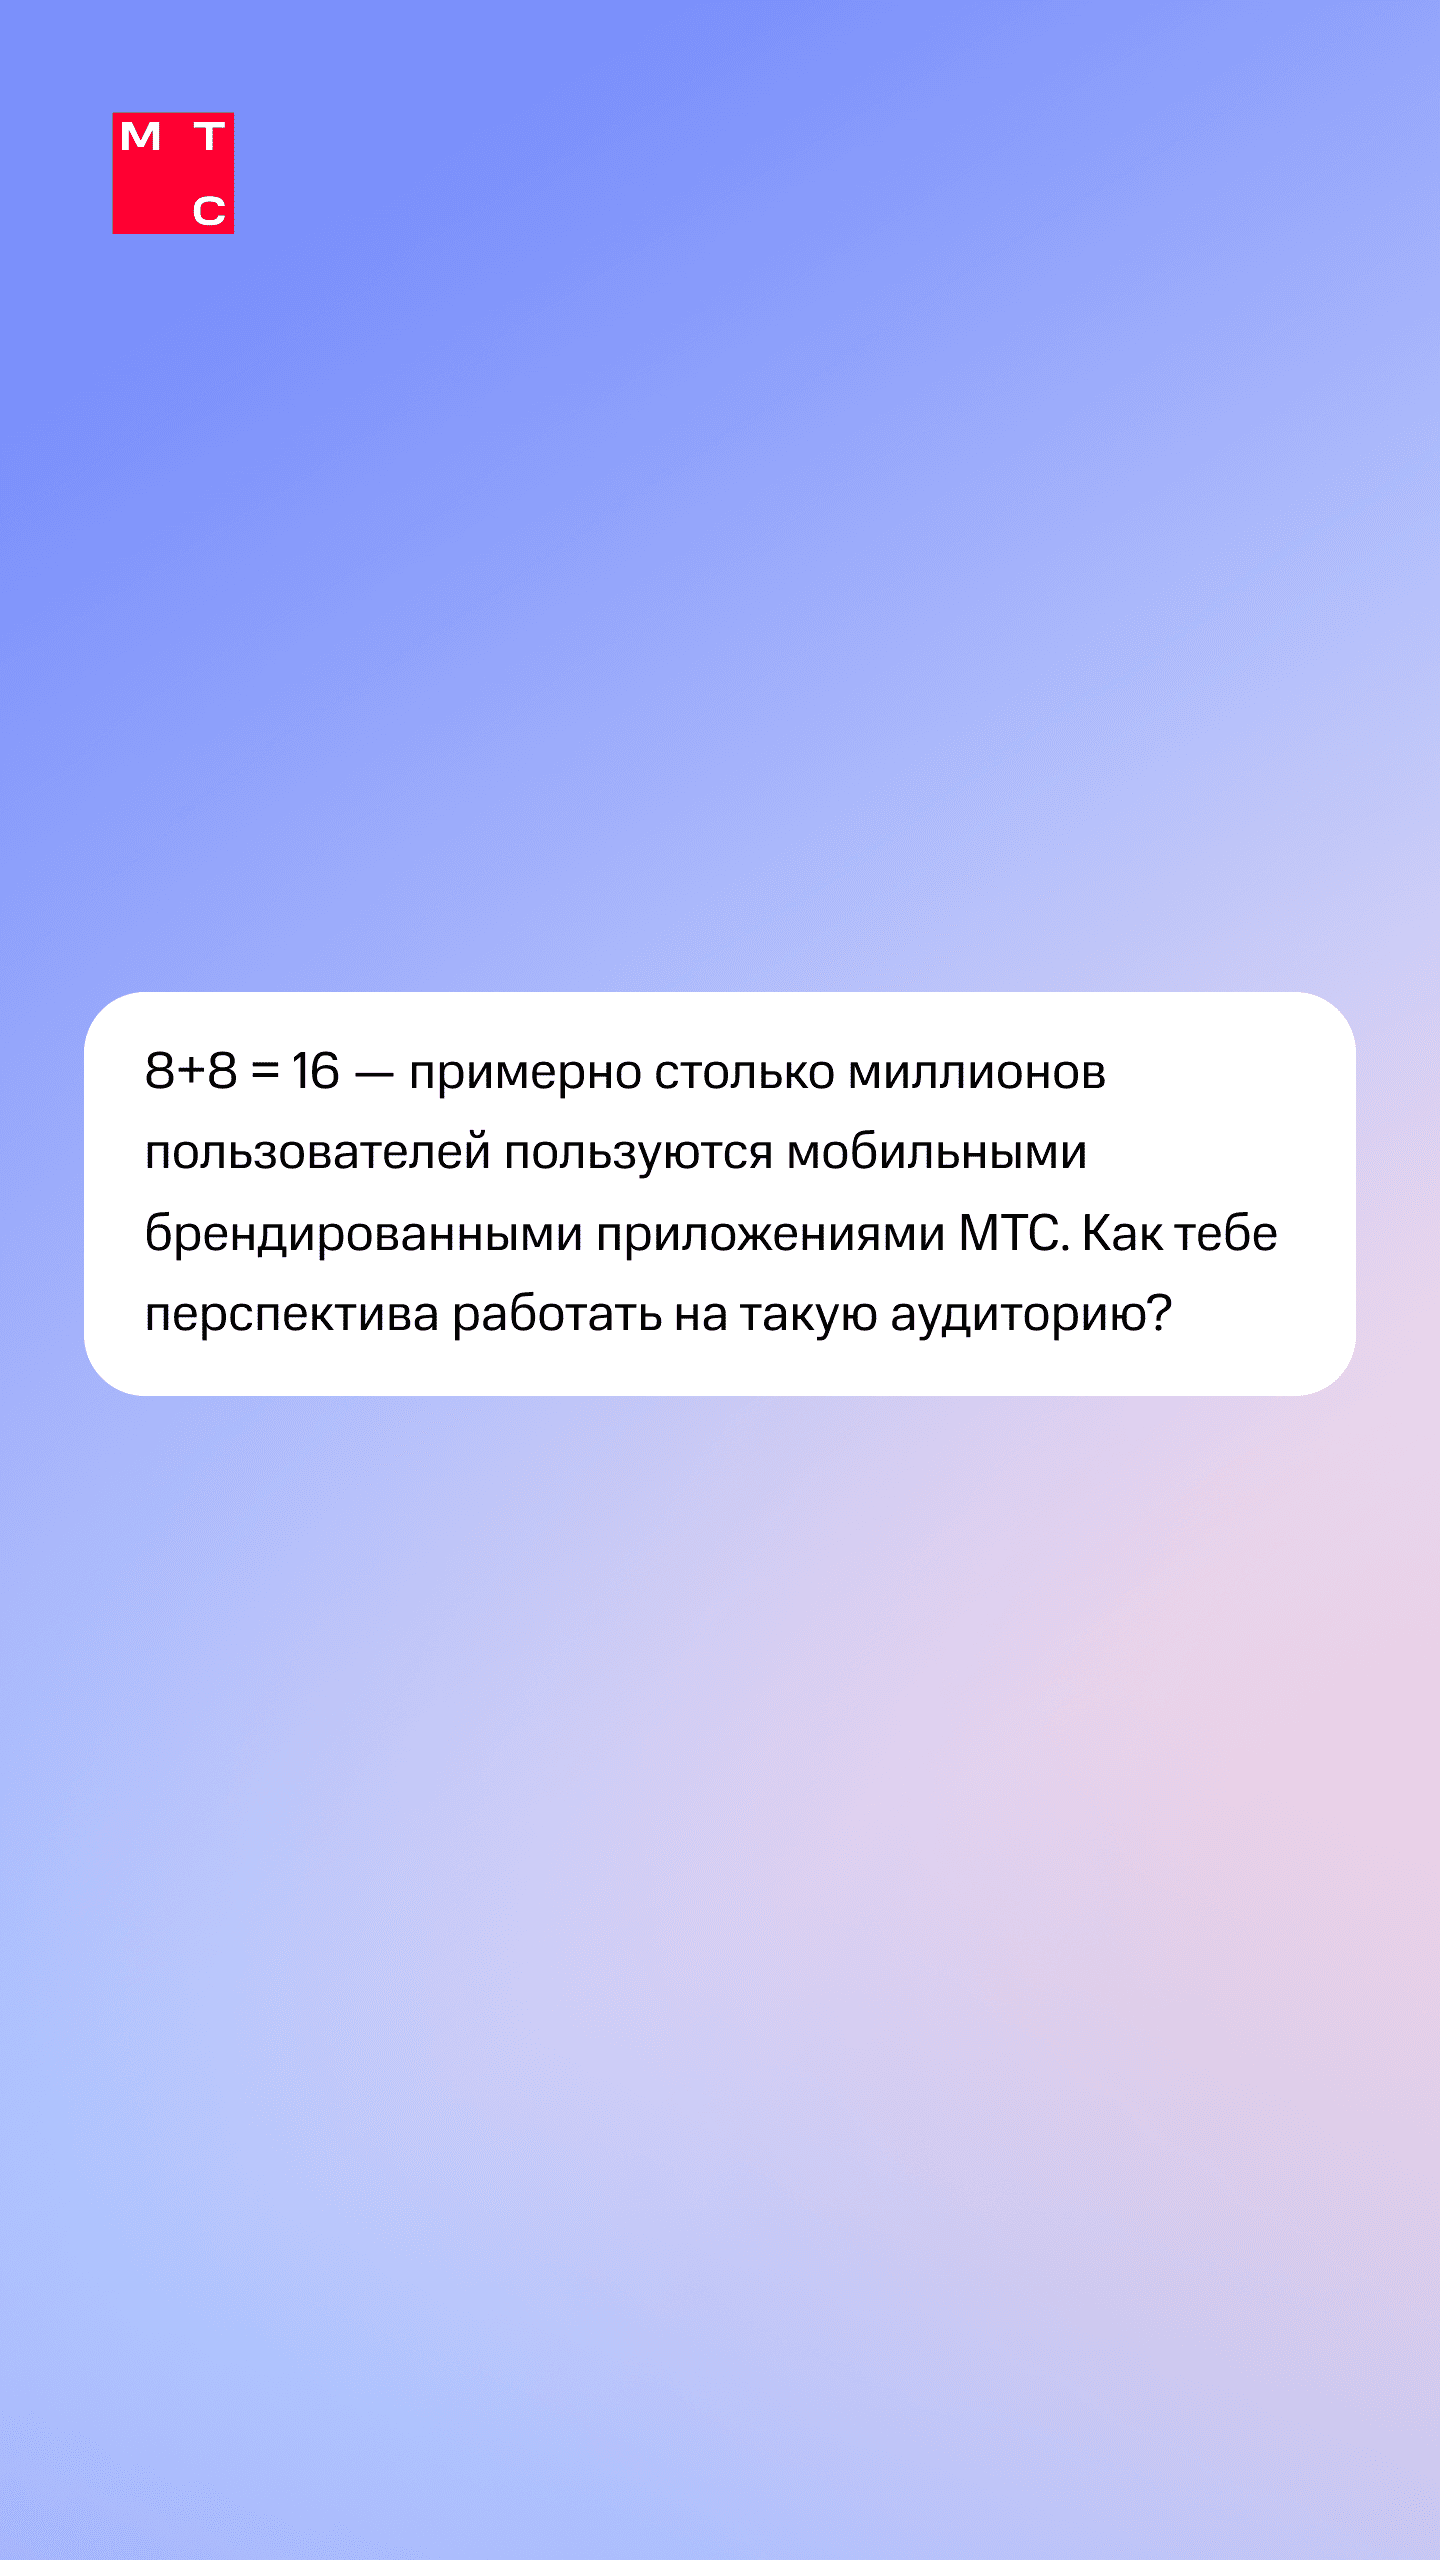 М Т
С
8+8 = 16 — примерно столько миллионов
пользователей пользуются мобильными
брендированными приложениями МТС. Как тебе
перспектива работать на такую аудиторию?